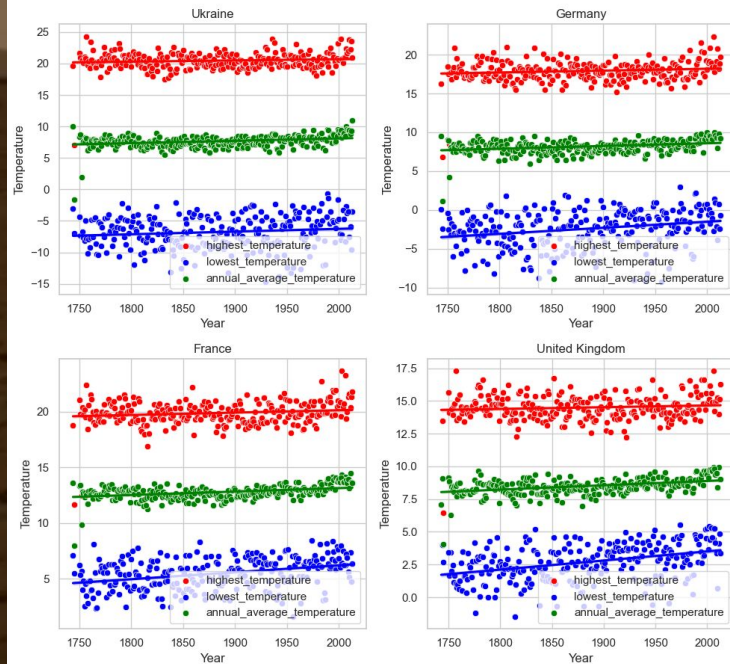 Ukraine
25
20
15
10
5
0
−5
−10
−15
Temperature
1750 1800 1850 1900 1950 2000
Year
highest_temperature
lowest_temperature
annual_average_temperature
Germany
20
15
10
5
0
−5
−10
Temperature
1750 1800 1850 1900 1950 2000
Year
highest_temperature
lowest_temperature
annual_average_temperature
France
20
15
10
5
Temperature
1750 1800 1850 1900 1950 2000
Year
highest_temperature
lowest_temperature
annual_average_temperature
United Kingdom
17.5
15.0
12.5
10.0
7.5
5.0
2.5
0.0
Temperature
1750 1800 1850 1900 1950 2000
Year
highest_temperature
lowest_temperature
annual_average_temperature